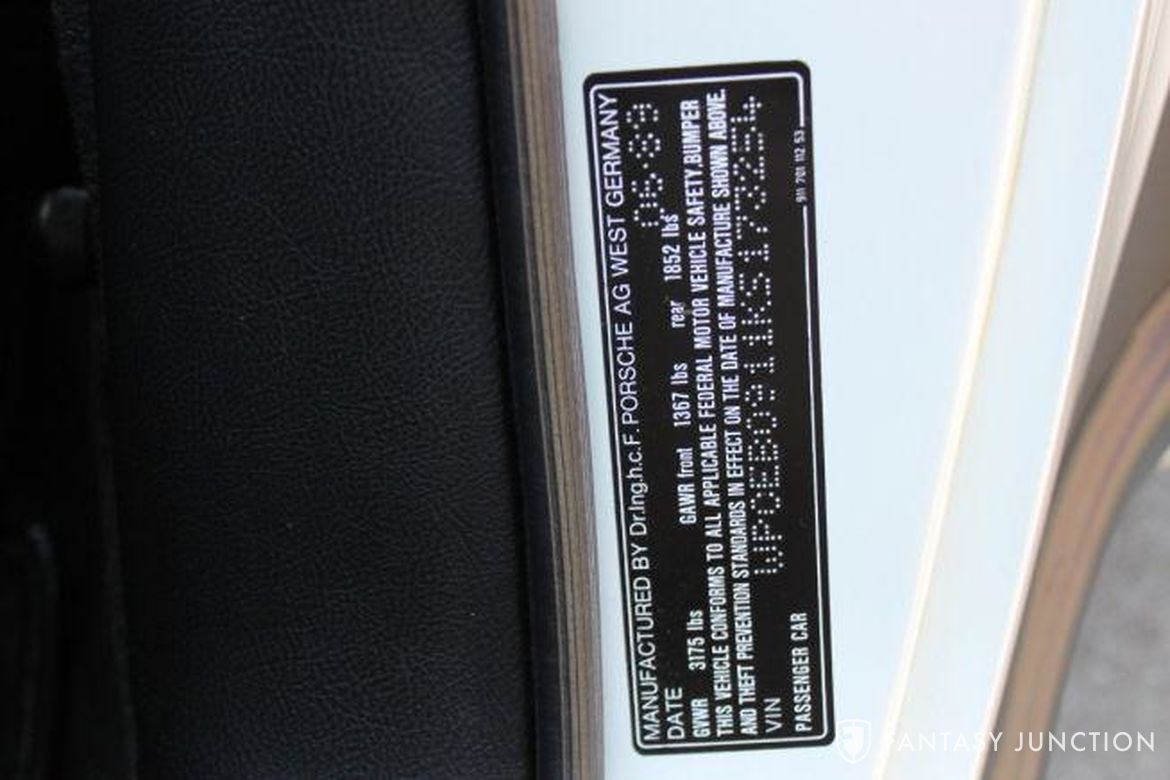 MANUFACTURED BY Dr.Ing.h.c.F. PORSCHE AG WEST GERMANY
DATE 06·89
GVWR 3175 lbs GAWR front 1367 lbs rear 1852 lbs
THIS VEHICLE CONFORMS TO ALL APPLICABLE FEDERAL MOTOR VEHICLE SAFETY, BUMPER
AND THEFT PREVENTION STANDARDS IN EFFECT ON THE DATE OF MANUFACTURE SHOWN ABOVE.
VIN WP0EB0911KS173254
PASSENGER CAR 911 701 112 53
FANTASY JUNCTION